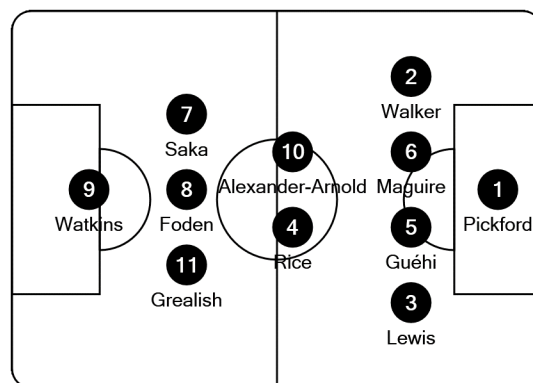 2
Walker
7
Saka
10
Alexander-Arnold
6
Maguire
9
Watkins
8
Foden
1
Pickford
4
Rice
5
Guéhi
11
Grealish
3
Lewis